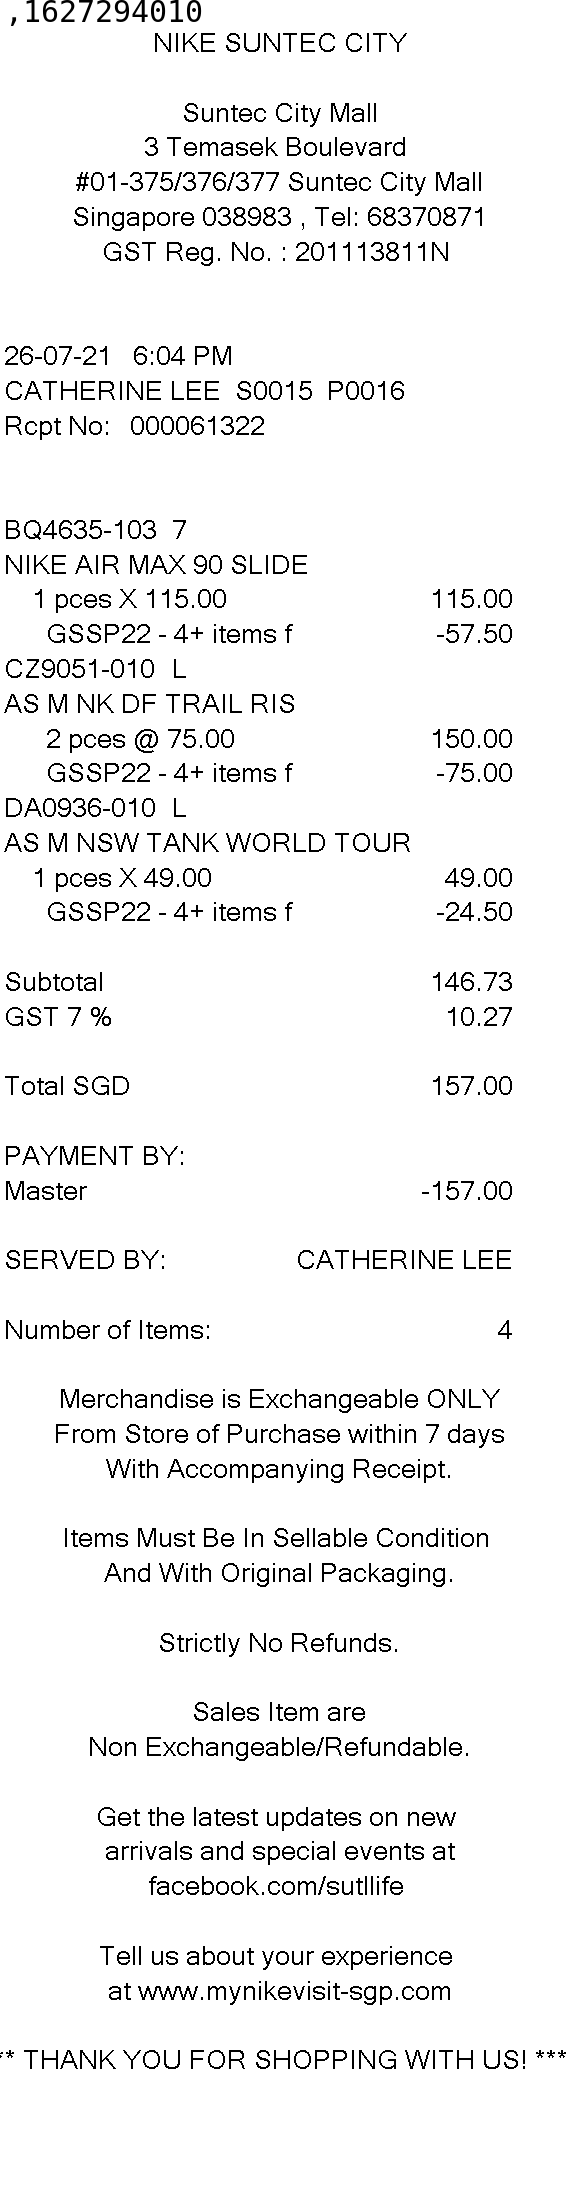 ,1627294010
NIKE SUNTEC CITY
Suntec City Mall
3 Temasek Boulevard
#01-375/376/377 Suntec City Mall
Singapore 038983 , Tel: 68370871
GST Reg. No. : 201113811N
26-07-21 6:04 PM
CATHERINE LEE S0015 P0016
Rcpt No: 000061322
BQ4635-103 7
NIKE AIR MAX 90 SLIDE
1 pces X 115.00 115.00
GSSP22 - 4+ items f -57.50
CZ9051-010 L
AS M NK DF TRAIL RIS
2 pces @ 75.00 150.00
GSSP22 - 4+ items f -75.00
DA0936-010 L
AS M NSW TANK WORLD TOUR
1 pces X 49.00 49.00
GSSP22 - 4+ items f -24.50
Subtotal 146.73
GST 7 % 10.27
Total SGD 157.00
PAYMENT BY:
Master -157.00
SERVED BY: CATHERINE LEE
Number of Items: 4
Merchandise is Exchangeable ONLY
From Store of Purchase within 7 days
With Accompanying Receipt.
Items Must Be In Sellable Condition
And With Original Packaging.
Strictly No Refunds.
Sales Item are
Non Exchangeable/Refundable.
Get the latest updates on new
arrivals and special events at
facebook.com/sutllife
Tell us about your experience
at www.mynikevisit-sgp.com
** THANK YOU FOR SHOPPING WITH US! ***